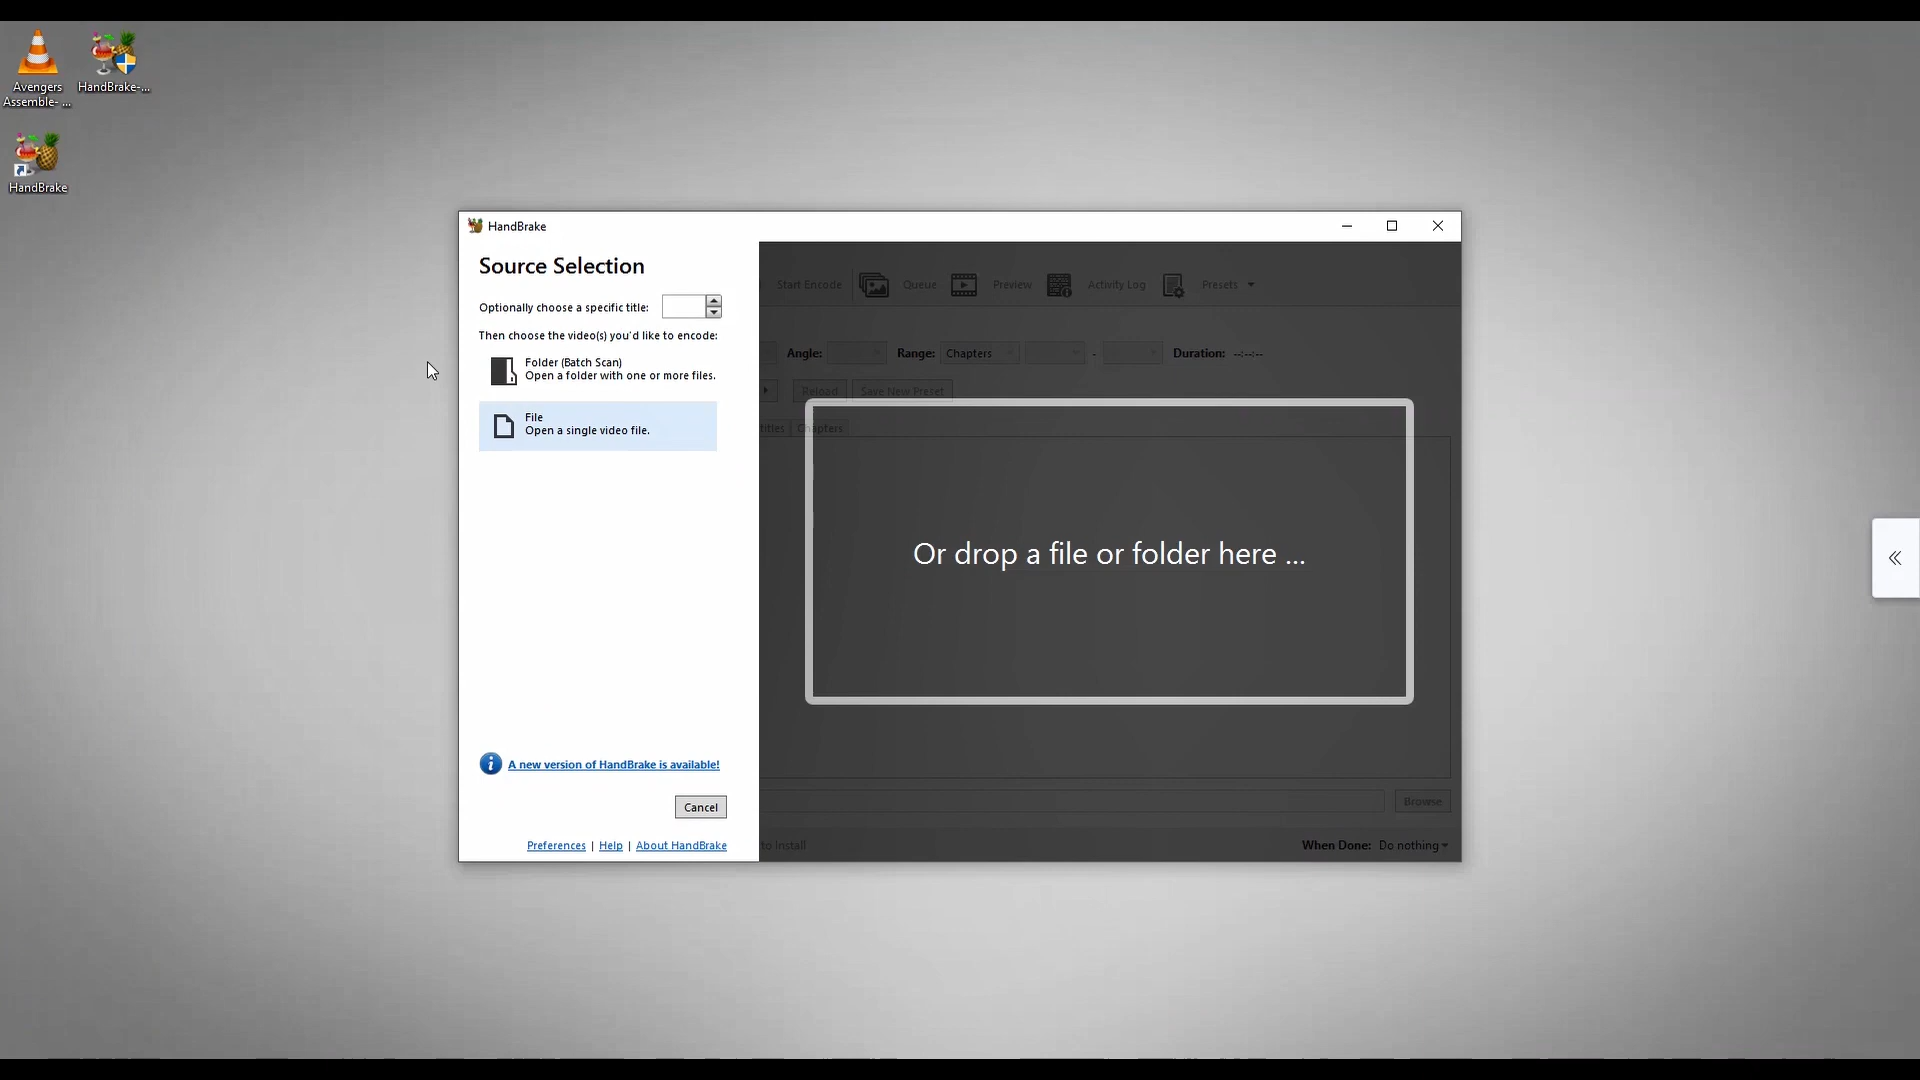 Avengers
Assemble- ...
HandBrake-...
HandBrake
HandBrake
Source Selection
Optionally choose a specific title:
Then choose the video(s) you'd like to encode:
Folder (Batch Scan)
Open a folder with one or more files.
File
Open a single video file.
A new version of HandBrake is available!
Cancel
Preferences | Help | About HandBrake
Start Encode
Queue
Preview
Activity Log
Presets
Angle:
Range:
Chapters
-
Duration:
--:--:--
Reload
Save New Preset
titles
Chapters
Or drop a file or folder here ...
Browse
to Install
When Done: Do nothing